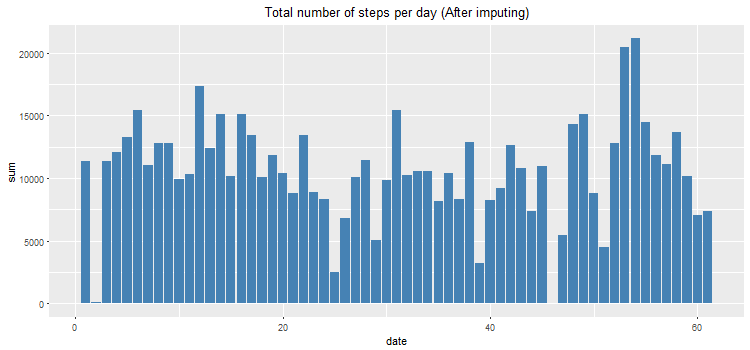 Total number of steps per day (After imputing)
20000
15000
10000
5000
0
sum
0 20 40 60
date